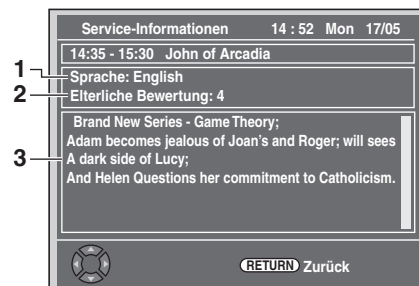 Service-Informationen 14 : 52 Mon 17/05
14:35 - 15:30 John of Arcadia
1
Sprache: English
2
Elterliche Bewertung: 4
Brand New Series - Game Theory;
Adam becomes jealous of Joan's and Roger; will sees
3
A dark side of Lucy;
And Helen Questions her commitment to Catholicism.
RETURN Zurück